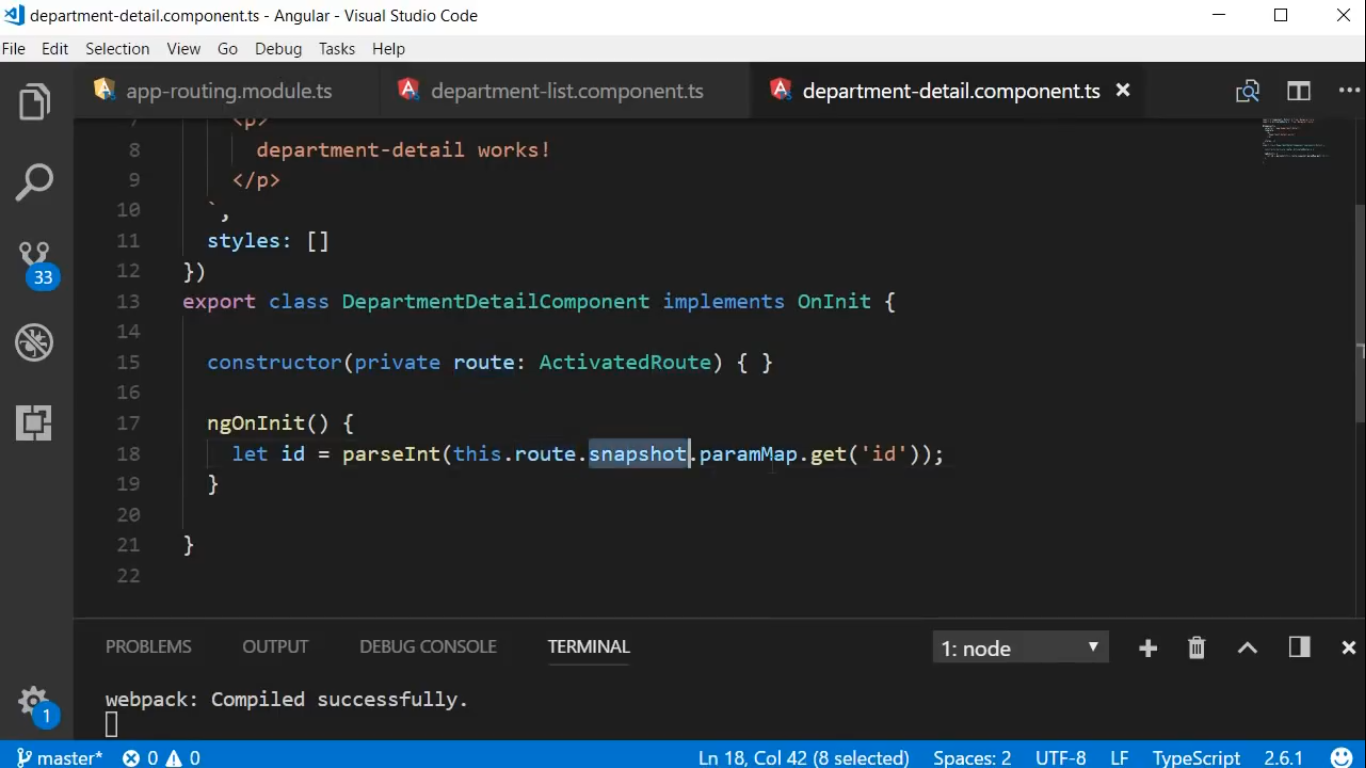 department-detail.component.ts - Angular - Visual Studio Code
File Edit Selection View Go Debug Tasks Help
app-routing.module.ts department-list.component.ts department-detail.component.ts
7 <p>
8 department-detail works!
9 </p>
10 `,
11 styles: []
12 })
13 export class DepartmentDetailComponent implements OnInit {
14
15 constructor(private route: ActivatedRoute) { }
16
17 ngOnInit() {
18 let id = parseInt(this.route.snapshot.paramMap.get('id'));
19 }
20
21 }
22
33
PROBLEMS OUTPUT DEBUG CONSOLE TERMINAL 1: node
webpack: Compiled successfully.
1
master* 0 0 Ln 18, Col 42 (8 selected) Spaces: 2 UTF-8 LF TypeScript 2.6.1